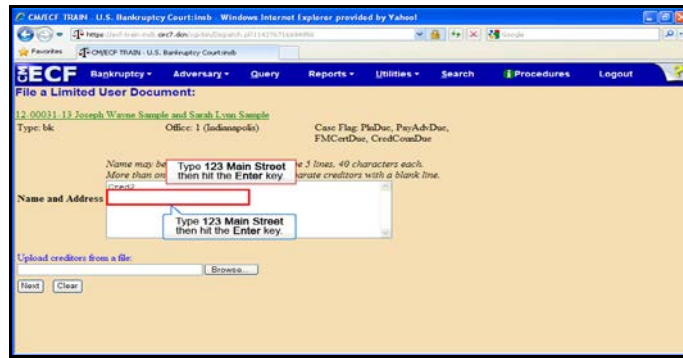 CM/ECF TRAIN - U.S. Bankruptcy Court:insb - Windows Internet Explorer provided by Yahoo!
Google
Favorites CM/ECF TRAIN - U.S. Bankruptcy Court:insb
ECF Bankruptcy Adversary Query Reports Utilities Search Procedures Logout ?
File a Limited User Document:
12-00031-13 Joseph Wayne Sample and Sarah Lynn Sample
Type: bk Office: 1 (Indianapolis) Case Flag: PlnDue, PayAdvDue,
FMCertDue, CredCounDue
Name may be 5 lines, 40 characters each.
More than on separate creditors with a blank line.
Type 123 Main Street
then hit the Enter key.
Cred2
Name and Address
Type 123 Main Street
then hit the Enter key.
Upload creditors from a file:
Browse...
Next Clear